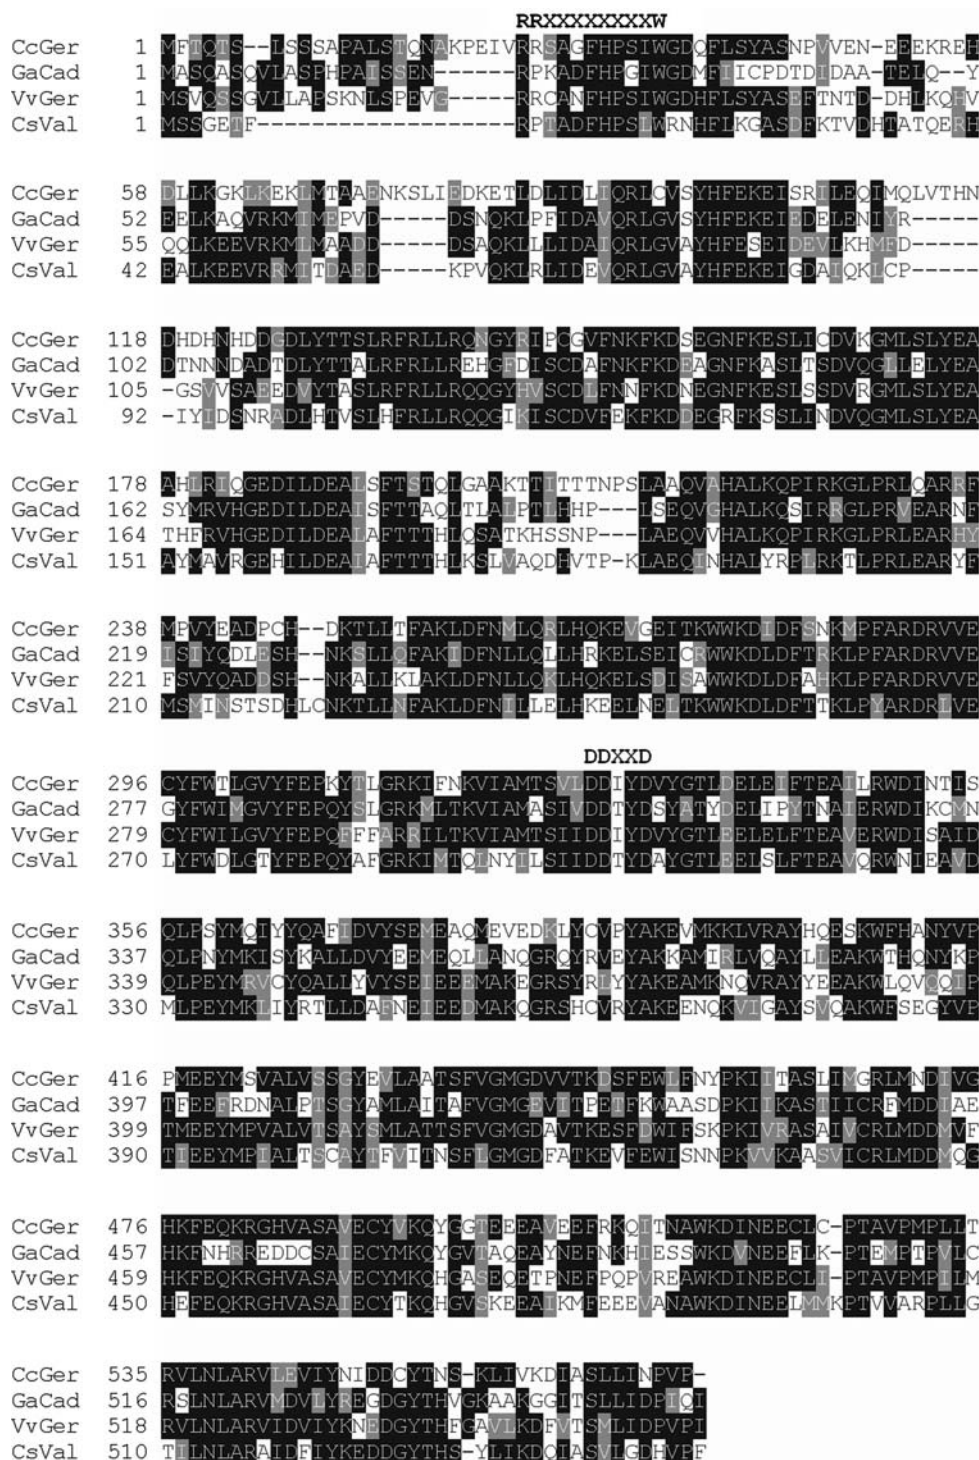 RRXXXXXXXXW
CcGer 1 MFTQTS--LSSSAPALSTQNAKPEIVRRSAGFHPSIWGDQFLSYASNPVVEN-EEEKREH
GaCad 1 MASQASQVLASPHPAISSEN------RPKADFHPGIWGDMFIICPDTDIDAA-TELQ--Y
VvGer 1 MSVQSSGVLLAPSKNLSPEVG-----RRCANFHPSIWGDHFLSYASEFTNTD-DHLKQHV
CsVal 1 MSSGETF-------------------RPTADFHPSLWRNHFLKGASDFKTVDHTATQERH
CcGer 58 DLLKGKLKEKLMTAAENKSLIEDKETLDLIDLIQRLCVSYHFEKEISRILEQIMQLVTHN
GaCad 52 EELKAQVRKMIMEPVD-----DSNQKLPFIDAVQRLGVSYHFEKEIEDELENIYR-----
VvGer 55 QQLKEEVRKMLMAADD-----DSAQKLLLIDAIQRLGVAYHFESEIDEVLKHMFD-----
CsVal 42 EALKEEVRRMITDAED-----KPVQKLRLIDEVQRLGVAYHFEKEIGDAIQKLCP-----
CcGer 118 DHDHNHDDGDLYTTSLRFRLLRQNGYRIPCGVFNKFKDSEGNFKESLICDVKGMLSLYEA
GaCad 102 DTNNNDADTDLYTTALRFRLLREHGFDISCDAFNKFKDEAGNFKASLTSDVQGLLELYEA
VvGer 105 -GSVVSAEEDVYTASLRFRLLRQQGYHVSCDLFNNFKDNEGNFKESLSSDVRGMLSLYEA
CsVal 92 -IYIDSNRADLHTVSLHFRLLRQQGIKISCDVFEKFKDDEGRFKSSLINDVQGMLSLYEA
CcGer 178 AHLRIQGEDILDEALSFTSTQLGAAKTTITTTNPSLAAQVAHALKQPIRKGLPRLQARRF
GaCad 162 SYMRVHGEDILDEAISFTTAQLTLALPTLHHP---LSEQVGHALKQSIRRGLPRVEARNF
VvGer 164 THFRVHGEDILDEALAFTTTHLQSATKHSSNP---LAEQVVHALKQPIRKGLPRLEARHY
CsVal 151 AYMAVRGEHILDEAIAFTTTHLKSLVAQDHVTP-KLAEQINHALYRPLRKTLPRLEARYF
CcGer 238 MPVYEADPCH--DKTLLTFAKLDFNMLQRLHQKEVGEITKWWKDIDFSNKMPFARDRVVE
GaCad 219 ISIYQDLESH--NKSLLQFAKIDFNLLQLLHRKELSEICRWWKDLDFTRKLPFARDRVVE
VvGer 221 FSVYQADDSH--NKALLKLAKLDFNLLQKLHQKELSDISAWWKDLDFAHKLPFARDRVVE
CsVal 210 MSMINSTSDHLCNKTLLNFAKLDFNILLELHKEELNELTKWWKDLDFTTKLPYARDRLVE
DDXXD
CcGer 296 CYFWTLGVYFEPKYTLGRKIFNKVIAMTSVLDDIYDVYGTLDELEIFTEAILRWDINTIS
GaCad 277 GYFWIMGVYFEPQYSLGRKMLTKVIAMASIVDDTYDSYATYDELIPYTNAIERWDIKCMN
VvGer 279 CYFWILGVYFEPQFFFARRILTKVIAMTSIIDDIYDVYGTLEELELFTEAVERWDISAID
CsVal 270 LYFWDLGTYFEPQYAFGRKIMTQLNYILSIIDDTYDAYGTLEELSLFTEAVQRWNIEAVD
CcGer 356 QLPSYMQIYYQAFIDVYSEMEAQMEVEDKLYCVPYAKEVMKKLVRAYHQESKWFHANYVP
GaCad 337 QLPNYMKISYKALLDVYEEMEQLLANQGRQYRVEYAKKAMIRLVQAYLLEAKWTHQNYKP
VvGer 339 QLPEYMRVCYQALLYVYSEIEEEMAKEGRSYRLYYAKEAMKNQVRAYYEEAKWLQVQQIP
CsVal 330 MLPEYMKLIYRTLLDAFNEIEEDMAKQGRSHCVRYAKEENQKVIGAYSVQAKWFSEGYVP
CcGer 416 PMEEYMSVALVSSGYEVLAATSFVGMGDVVTKDSFEWLFNYPKIITASLIMGRLMNDIVG
GaCad 397 TFEEFRDNALPTSGYAMLAITAFVGMGEVITPETFKWAASDPKIIKASTIICRFMDDIAE
VvGer 399 TMEEYMPVALVTSAYSMLATTSFVGMGDAVTKESFDWIFSKPKIVRASAIVCRLMDDMVF
CsVal 390 TIEEYMPIALTSCAYTFVITNSFLGMGDFATKEVFEWISNNPKVVKAASVICRLMDDMQG
CcGer 476 HKFEQKRGHVASAVECYVKQYGGTEEEAVEEFRKQITNAWKDINEECLC-PTAVPMPLLT
GaCad 457 HKFNHRREDDCSAIECYMKQYGVTAQEAYNEFNKHIESSWKDVNEEFLK-PTEMPTPVLC
VvGer 459 HKFEQKRGHVASAVECYMKQHGASEQETPNEFPQPVREAWKDINEECLI-PTAVPMPILM
CsVal 450 HEFEQKRGHVASAIECYTKQHGVSKEEAIKMFEEEVANAWKDINEELMMKPTVVARPLLG
CcGer 535 RVLNLARVLEVIYNIDDCYTNS-KLIVKDIASLLINPVP-
GaCad 516 RSLNLARVMDVLYREGDGYTHVGKAAKGGITSLLIDPIQI
VvGer 518 RVLNLARVIDVIYKNEDGYTHFGAVLKDFVTSMLIDPVPI
CsVal 510 TILNLARAIDFIYKEDDGYTHS-YLIKDQIASVLGDHVPF